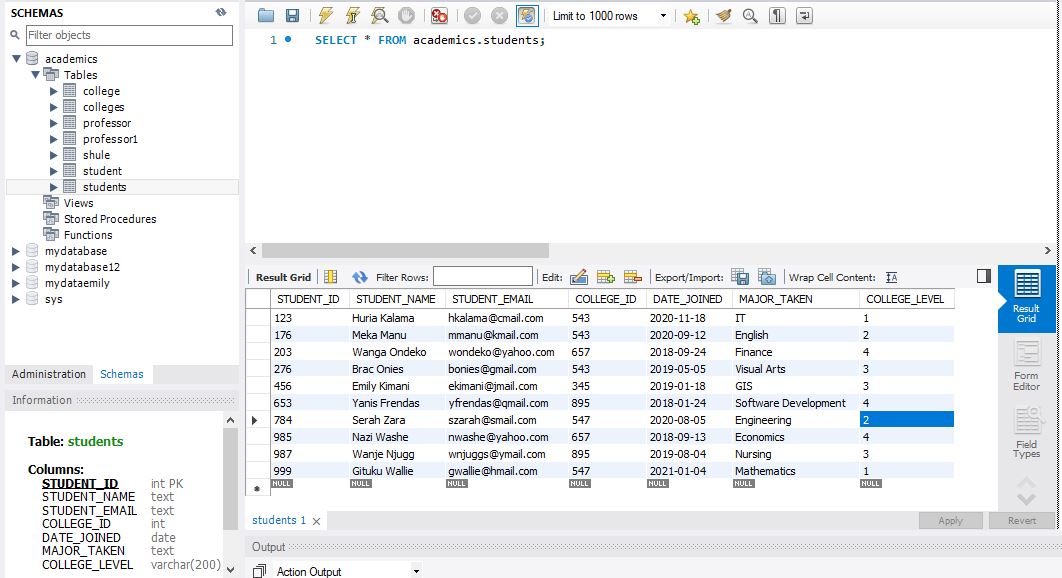 SCHEMAS
Filter objects
academics
Tables
college
colleges
professor
professor1
shule
student
students
Views
Stored Procedures
Functions
mydatabase
mydatabase12
mydataemily
sys
Administration Schemas
Information
Table: students
Columns:
STUDENT_ID int PK
STUDENT_NAME text
STUDENT_EMAIL text
COLLEGE_ID int
DATE_JOINED date
MAJOR_TAKEN text
COLLEGE_LEVEL varchar(200)
Limit to 1000 rows
1 SELECT * FROM academics.students;
Result Grid Filter Rows: Edit: Export/Import: Wrap Cell Content:
STUDENT_ID STUDENT_NAME STUDENT_EMAIL COLLEGE_ID DATE_JOINED MAJOR_TAKEN COLLEGE_LEVEL
123 Huria Kalama hkalama@cmail.com 543 2020-11-18 IT 1
176 Meka Manu mmanu@kmail.com 543 2020-09-12 English 2
203 Wanga Ondeko wondeko@yahoo.com 657 2018-09-24 Finance 4
276 Brac Onies bonies@gmail.com 543 2019-05-05 Visual Arts 3
456 Emily Kimani ekimani@jmail.com 345 2019-01-18 GIS 3
653 Yanis Frendas yfrendas@qmail.com 895 2018-01-24 Software Development 4
784 Serah Zara szarah@smail.com 547 2020-08-05 Engineering 2
985 Nazi Washe nwashe@yahoo.com 657 2018-09-13 Economics 4
987 Wanje Njugg wnjuggs@ymail.com 895 2019-08-04 Nursing 3
999 Gituku Wallie gwallie@hmail.com 547 2021-01-04 Mathematics 1
NULL NULL NULL NULL NULL NULL NULL
Result
Grid
Form
Editor
Field
Types
students 1
Apply Revert
Output
Action Output